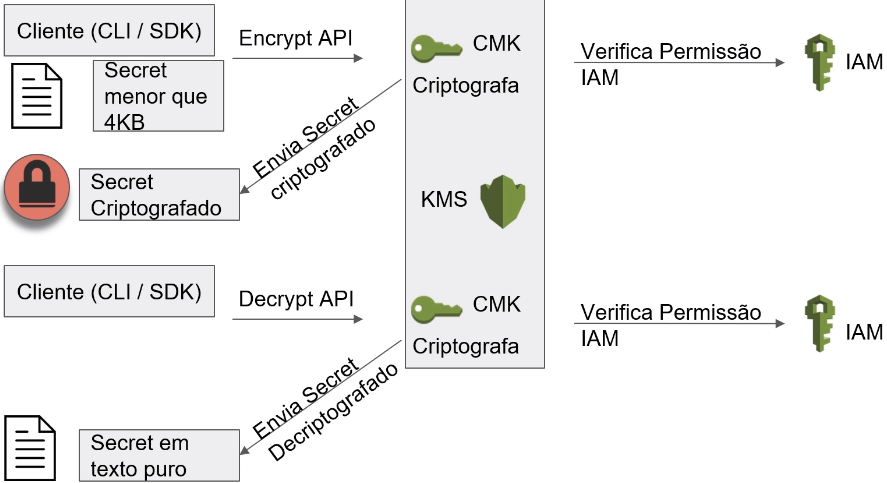 Cliente (CLI / SDK)
Encrypt API
CMK
Criptografa
Verifica Permissão
IAM
IAM
Secret
menor que
4KB
Envia Secret
criptografado
Secret
Criptografado
KMS
Cliente (CLI / SDK)
Decrypt API
CMK
Criptografa
Verifica Permissão
IAM
IAM
Envia Secret
Decriptografado
Secret em
texto puro